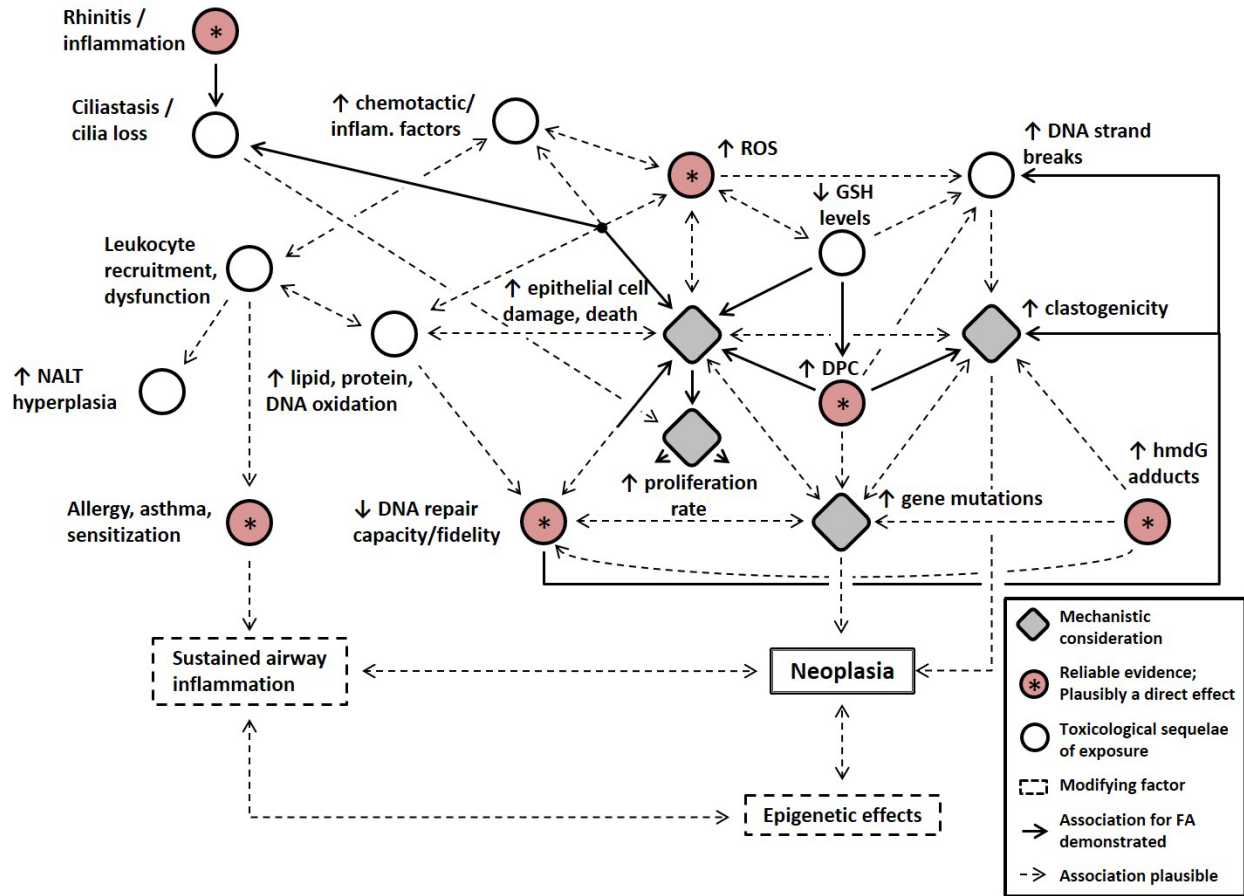 Rhinitis /
inflammation
*
Ciliastasis /
cilia loss
↑ chemotactic/
inflam. factors
↑ ROS
*
↑ DNA strand
breaks
↓ GSH
levels
Leukocyte
recruitment,
dysfunction
↑ epithelial cell
damage, death
↑ clastogenicity
↑ NALT
hyperplasia
↑ lipid, protein,
DNA oxidation
↑ DPC
*
↑ hmdG
adducts
*
↑ proliferation
rate
↑ gene mutations
Allergy, asthma,
sensitization
*
↓ DNA repair
capacity/fidelity
*
Sustained airway
inflammation
Neoplasia
Epigenetic effects
Mechanistic
consideration
*
Reliable evidence;
Plausibly a direct effect
Toxicological sequelae
of exposure
Modifying factor
Association for FA
demonstrated
Association plausible